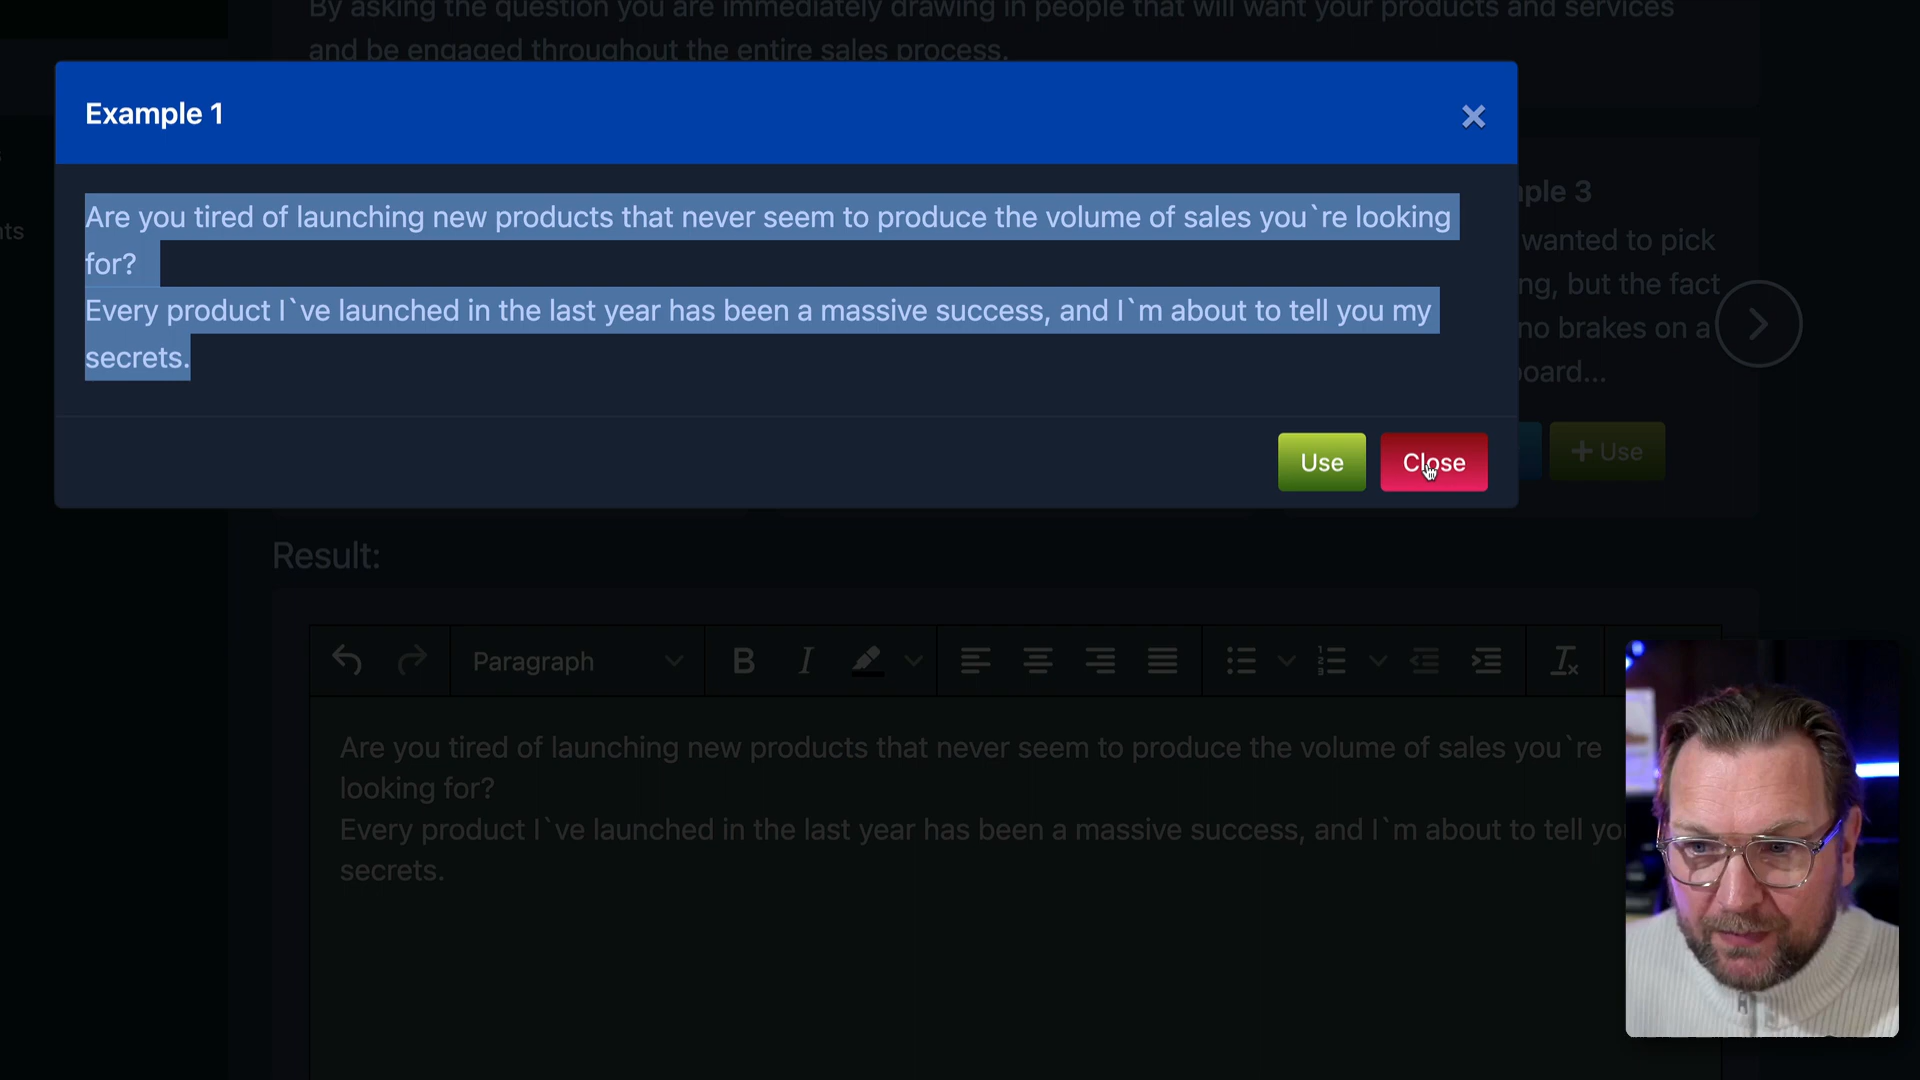 By asking the question you are immediately drawing in people that will want your products and services
and be engaged throughout the entire sales process.
Example 1
Are you tired of launching new products that never seem to produce the volume of sales you`re looking
for?
Every product I`ve launched in the last year has been a massive success, and I`m about to tell you my
secrets.
Use
Close
nts
ple 3
wanted to pick
ng, but the fact
no brakes on a
board...
Use
Result:
Paragraph
B
I
Are you tired of launching new products that never seem to produce the volume of sales you`re
looking for?
Every product I`ve launched in the last year has been a massive success, and I`m about to tell yo
secrets.